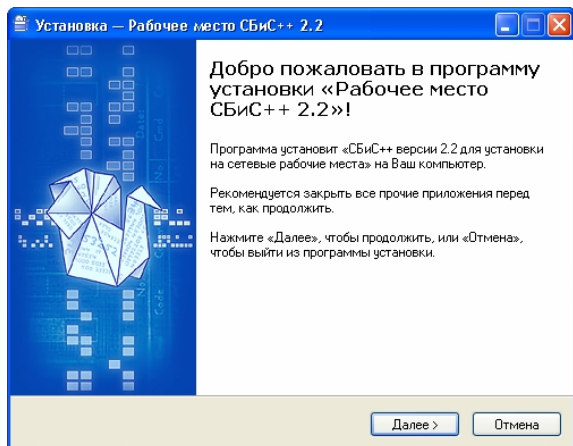 Установка — Рабочее место СБиС++ 2.2
Добро пожаловать в программу
установки «Рабочее место
СБиС++ 2.2»!
Программа установит «СБиС++ версии 2.2 для установки
на сетевые рабочие места» на Ваш компьютер.
Рекомендуется закрыть все прочие приложения перед
тем, как продолжить.
Нажмите «Далее», чтобы продолжить, или «Отмена»,
чтобы выйти из программы установки.
Далее >
Отмена